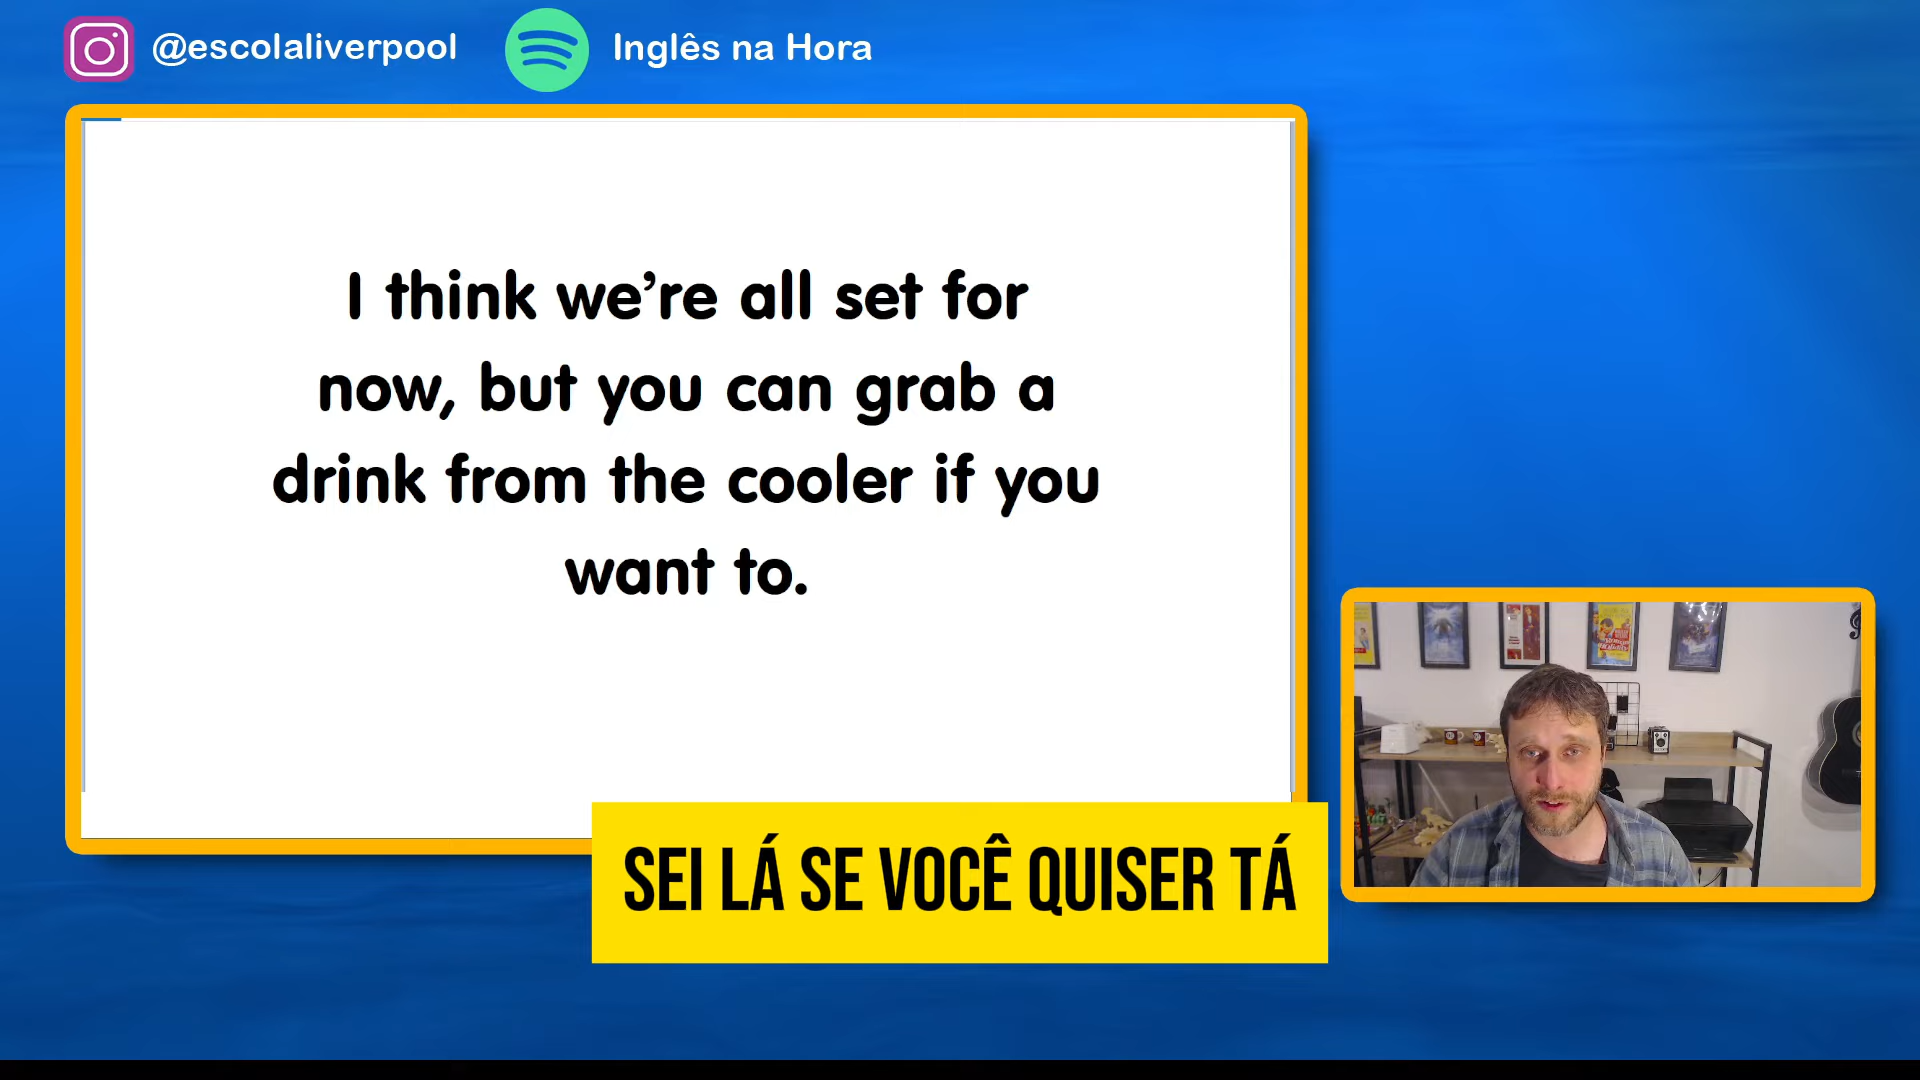 @escolaliverpool
Inglês na Hora
I think we’re all set for
now, but you can grab a
drink from the cooler if you
want to.
SEI LÁ SE VOCÊ QUISER TÁ